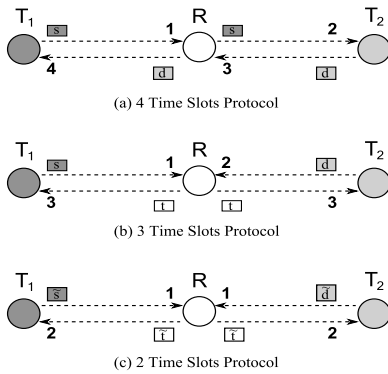 T1 R T2
s 1 s 2
4 d 3 d
(a) 4 Time Slots Protocol
T1 R T2
s 1 2 d
3 t t 3
(b) 3 Time Slots Protocol
T1 R T2
s̃ 1 1 d̃
2 t̃ t̃ 2
(c) 2 Time Slots Protocol